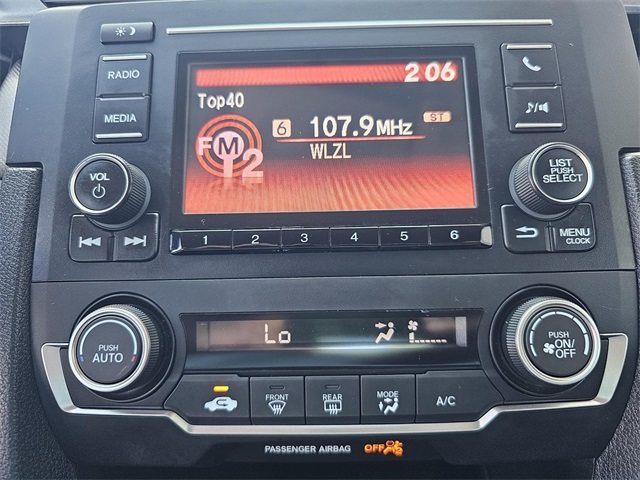 RADIO
MEDIA
2:06
Top40
FM 2
6 107.9MHz ST
WLZL
VOL
LIST
PUSH
SELECT
MENU
CLOCK
1 2 3 4 5 6
PUSH
AUTO
Lo
PUSH
ON/OFF
FRONT
REAR
MODE
A/C
PASSENGER AIRBAG OFF